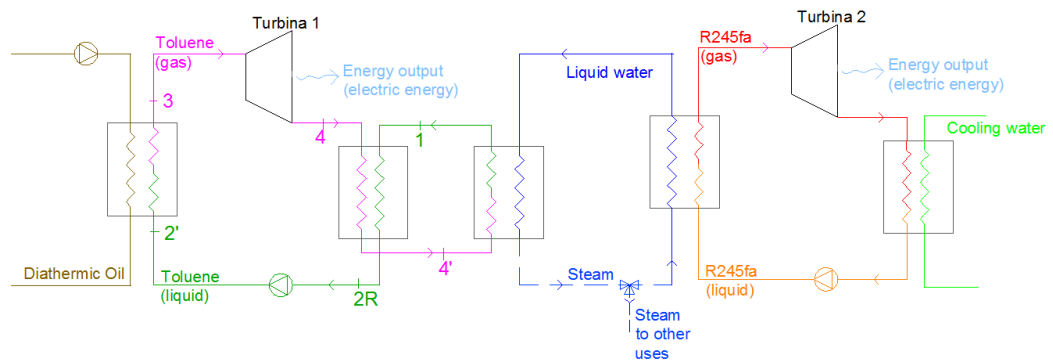 Turbina 1
Toluene
(gas)
Energy output
(electric energy)
3
4
1
2'
4'
2R
Diathermic Oil
Toluene
(liquid)
Liquid water
Steam
Steam
to other
uses
Turbina 2
R245fa
(gas)
Energy output
(electric energy)
Cooling water
R245fa
(liquid)